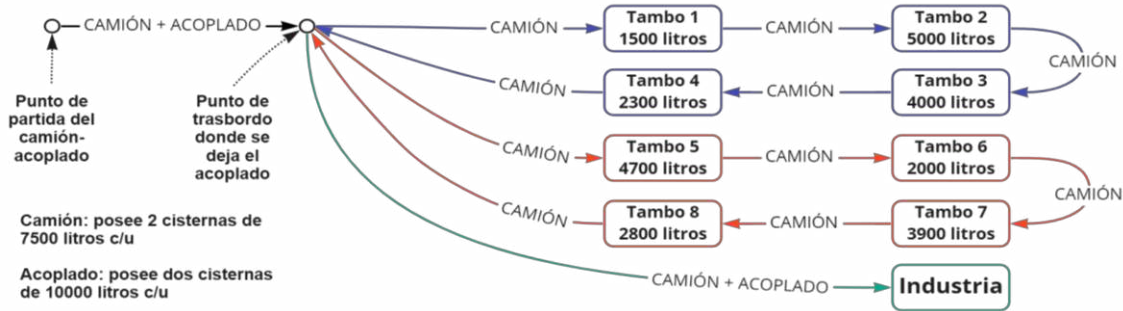 CAMIÓN + ACOPLADO
CAMIÓN
Tambo 1
1500 litros
CAMIÓN
Tambo 2
5000 litros
CAMIÓN
CAMIÓN
Tambo 4
2300 litros
CAMIÓN
Tambo 3
4000 litros
Punto de
partida del
camión-
acoplado
Punto de
trasbordo
donde se
deja el
acoplado
CAMIÓN
Tambo 5
4700 litros
CAMIÓN
Tambo 6
2000 litros
CAMIÓN
CAMIÓN
Tambo 8
2800 litros
CAMIÓN
Tambo 7
3900 litros
Camión: posee 2 cisternas de
7500 litros c/u
Acoplado: posee dos cisternas
de 10000 litros c/u
CAMIÓN + ACOPLADO
Industria